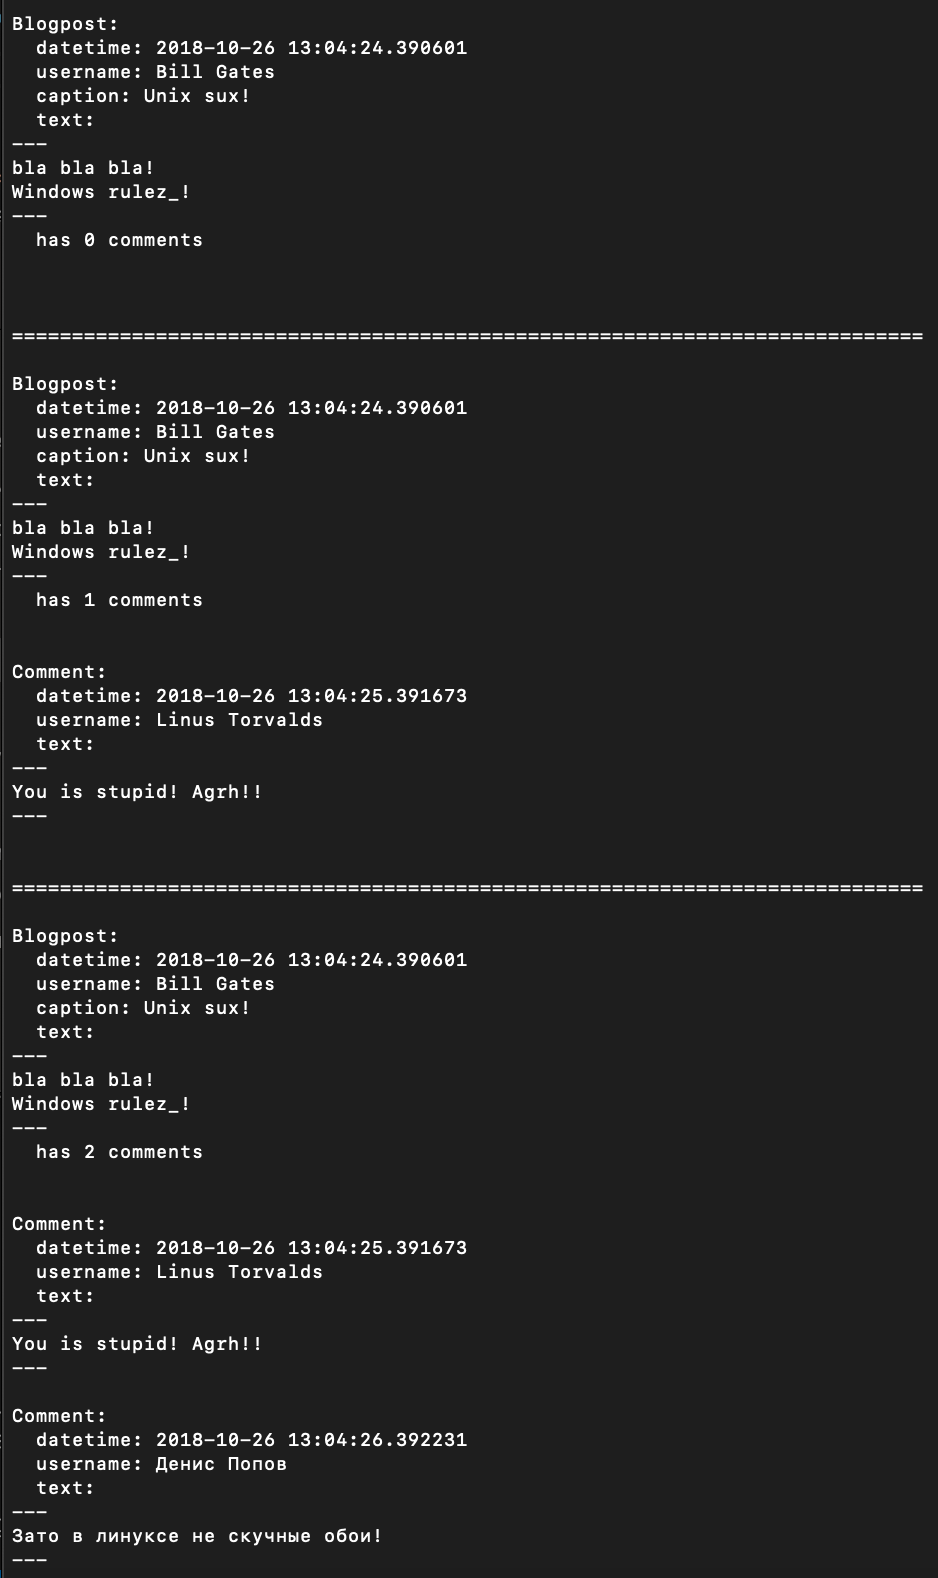 Blogpost:
  datetime: 2018-10-26 13:04:24.390601
  username: Bill Gates
  caption: Unix sux!
  text:
---
bla bla bla!
Windows rulez_!
---
  has 0 comments
============================================================================
Blogpost:
  datetime: 2018-10-26 13:04:24.390601
  username: Bill Gates
  caption: Unix sux!
  text:
---
bla bla bla!
Windows rulez_!
---
  has 1 comments
Comment:
  datetime: 2018-10-26 13:04:25.391673
  username: Linus Torvalds
  text:
---
You is stupid! Agrh!!
---
============================================================================
Blogpost:
  datetime: 2018-10-26 13:04:24.390601
  username: Bill Gates
  caption: Unix sux!
  text:
---
bla bla bla!
Windows rulez_!
---
  has 2 comments
Comment:
  datetime: 2018-10-26 13:04:25.391673
  username: Linus Torvalds
  text:
---
You is stupid! Agrh!!
---
Comment:
  datetime: 2018-10-26 13:04:26.392231
  username: Денис Попов
  text:
---
Зато в линуксе не скучные обои!
---